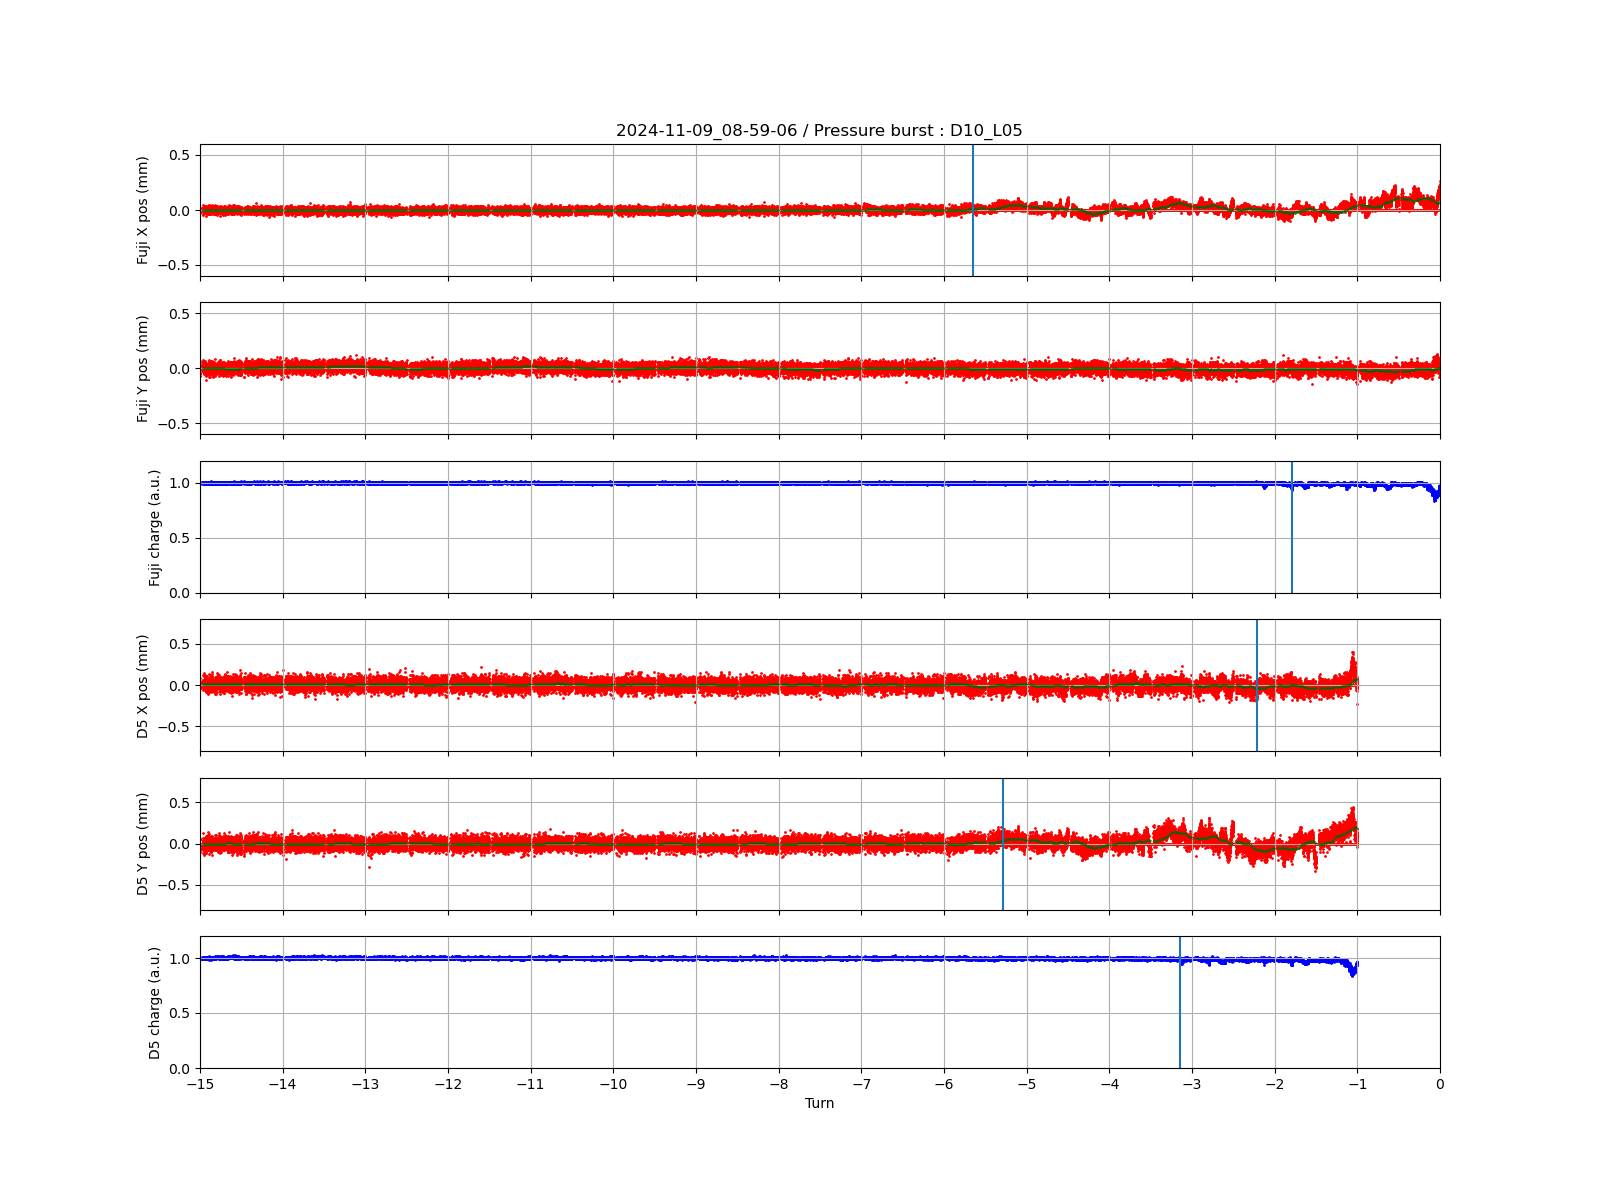 2024-11-09_08-59-06 / Pressure burst : D10_L05
Fuji X pos (mm)
0.5
0.0
−0.5
Fuji Y pos (mm)
0.5
0.0
−0.5
Fuji charge (a.u.)
1.0
0.5
0.0
D5 X pos (mm)
0.5
0.0
−0.5
D5 Y pos (mm)
0.5
0.0
−0.5
D5 charge (a.u.)
1.0
0.5
0.0
−15 −14 −13 −12 −11 −10 −9 −8 −7 −6 −5 −4 −3 −2 −1 0
Turn